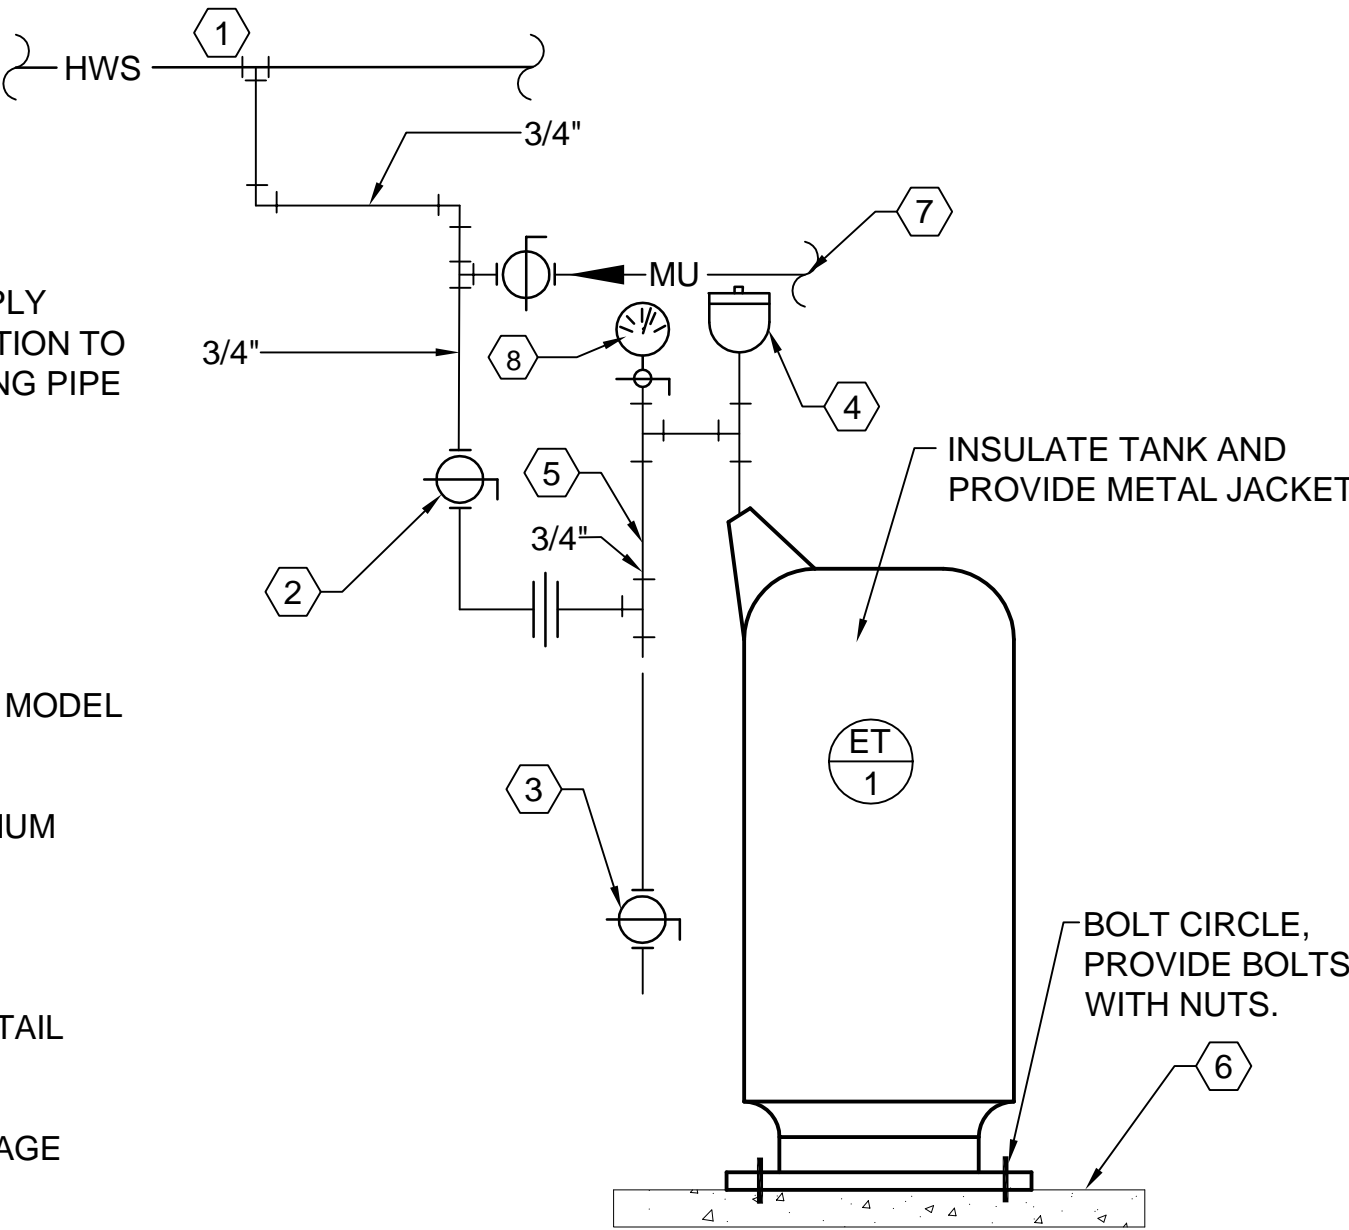 1
HWS
3/4"
7
MU
PLY
TION TO
NG PIPE
3/4"
8
4
INSULATE TANK AND
PROVIDE METAL JACKET
5
3/4"
2
MODEL
ET
1
3
UM
BOLT CIRCLE,
PROVIDE BOLTS
WITH NUTS.
TAIL
6
AGE